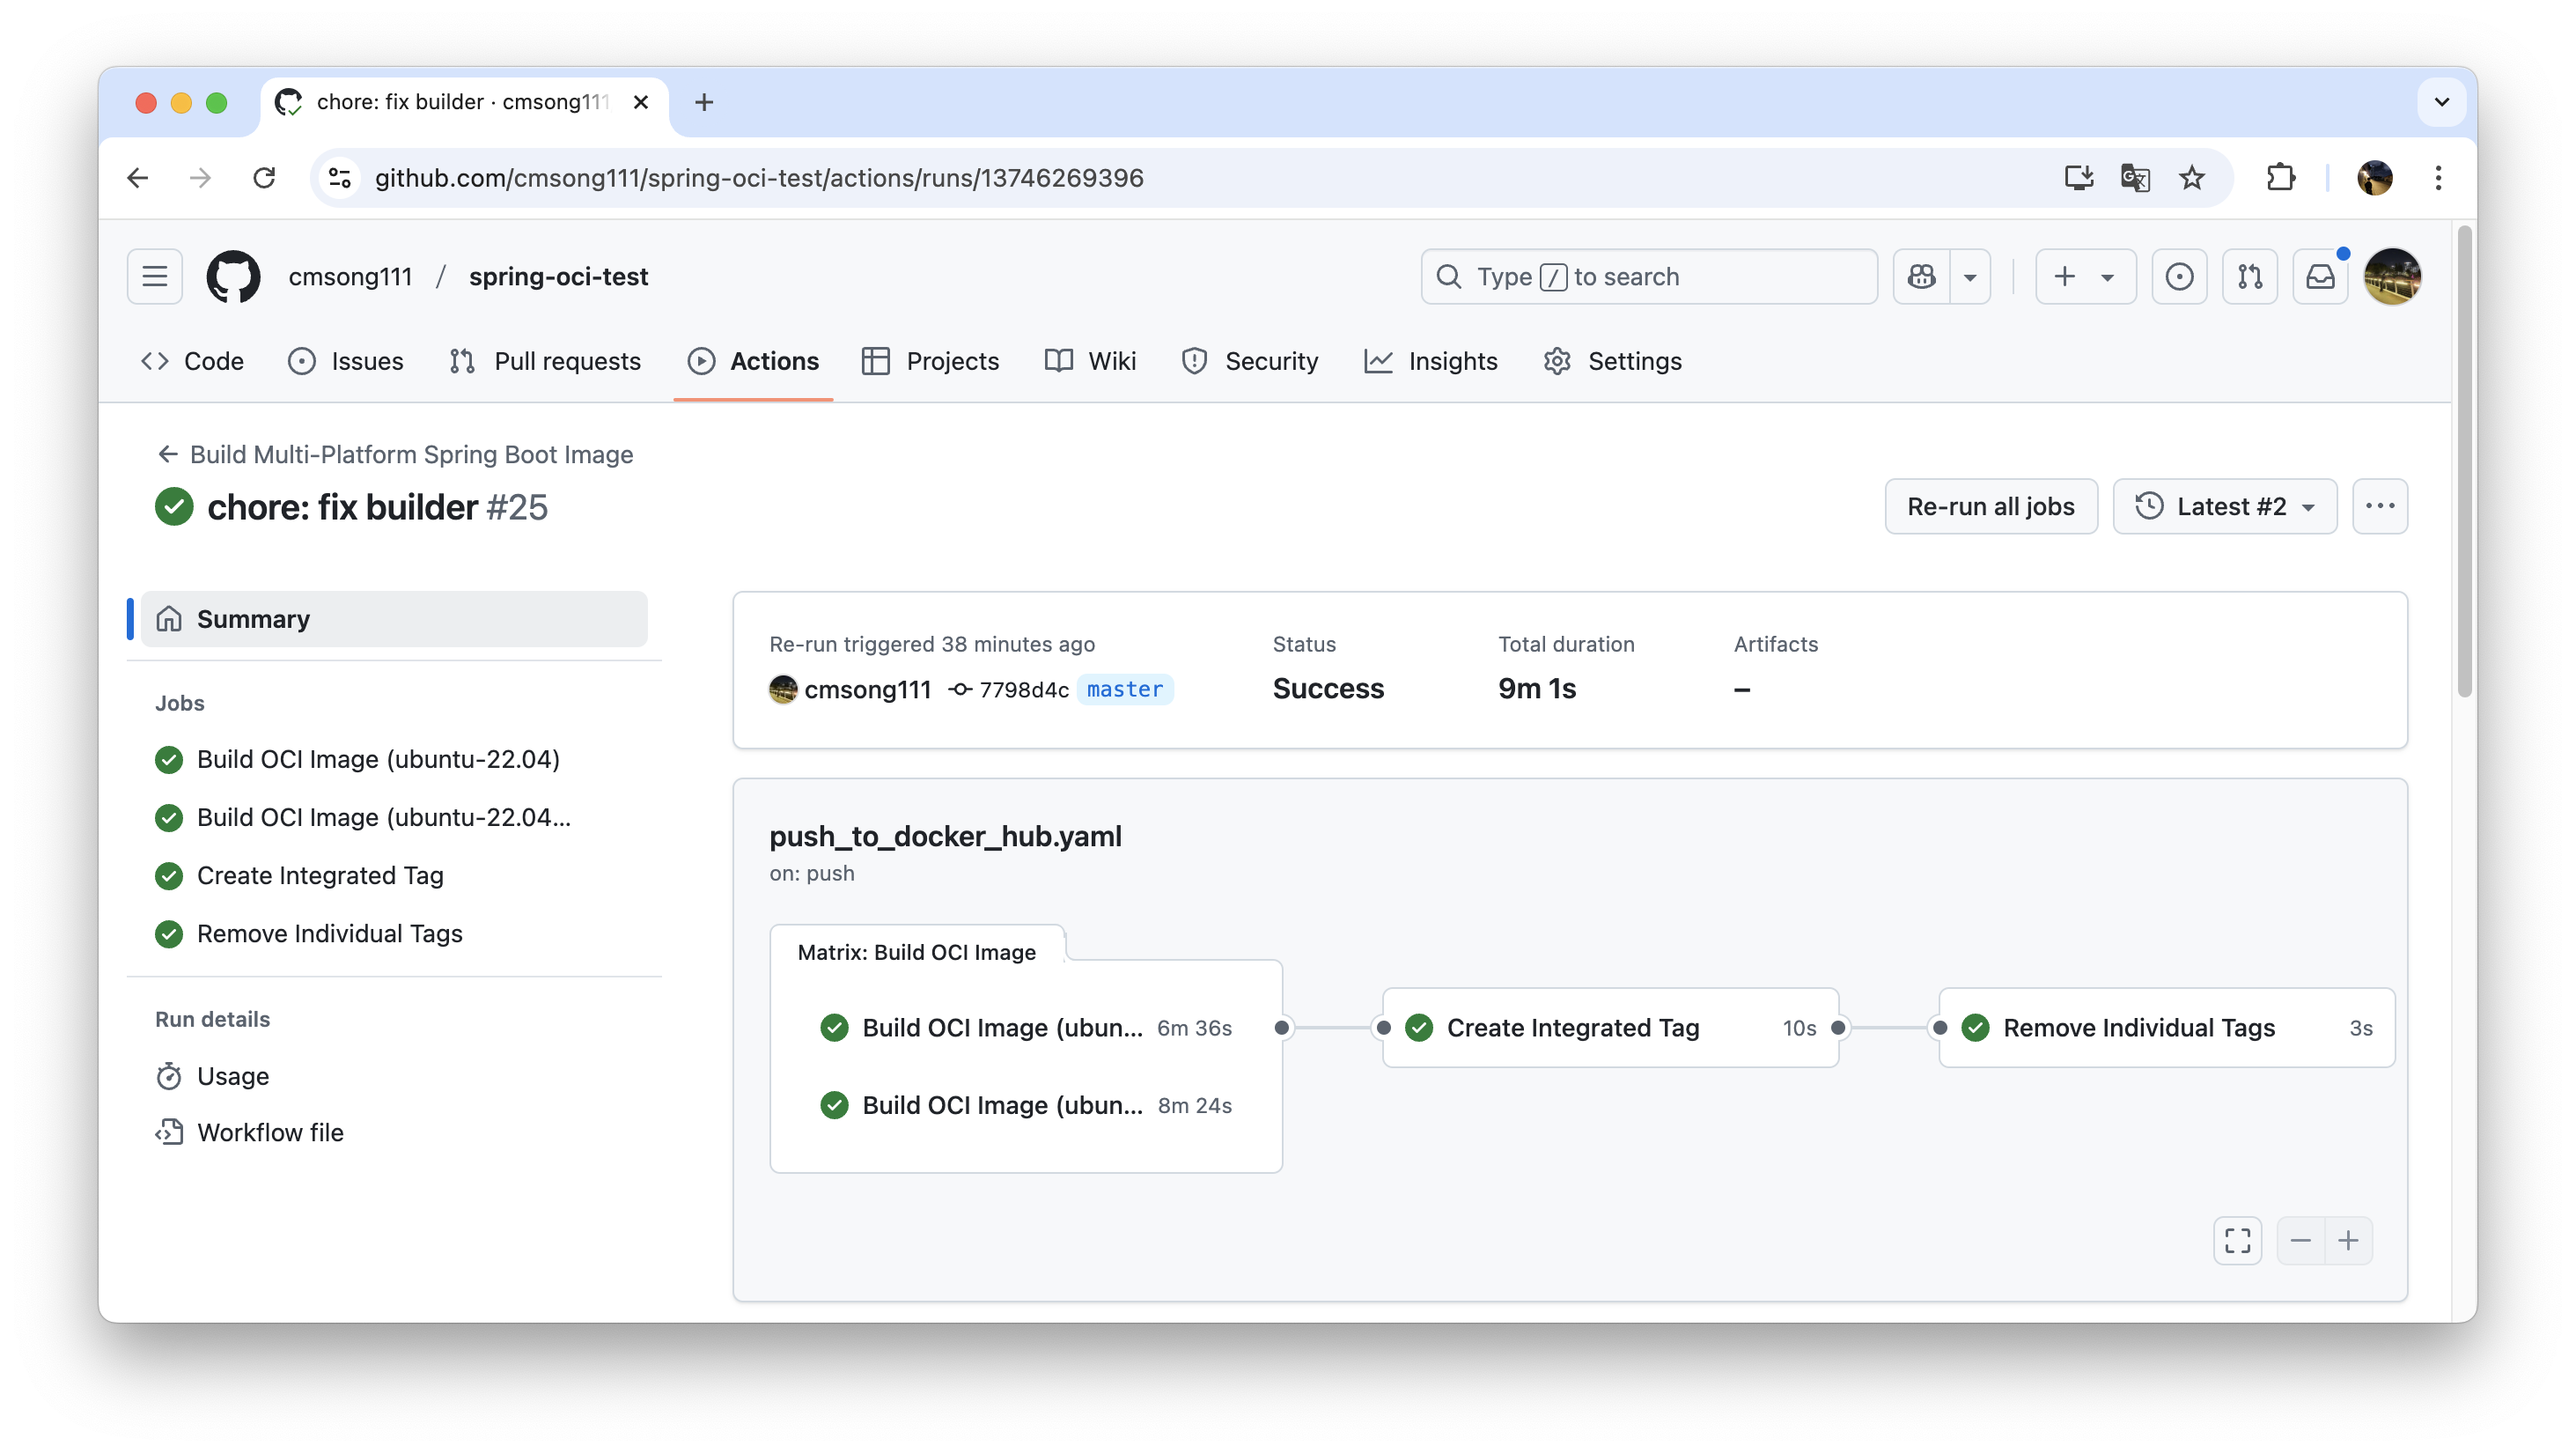 chore: fix builder · cmsong111
github.com/cmsong111/spring-oci-test/actions/runs/13746269396
cmsong111 / spring-oci-test
Type / to search
Code Issues Pull requests Actions Projects Wiki Security Insights Settings
Build Multi-Platform Spring Boot Image
chore: fix builder #25
Re-run all jobs
Latest #2
Summary
Jobs
Build OCI Image (ubuntu-22.04)
Build OCI Image (ubuntu-22.04...
Create Integrated Tag
Remove Individual Tags
Run details
Usage
Workflow file
Re-run triggered 38 minutes ago
cmsong111 7798d4c master
Status
Success
Total duration
9m 1s
Artifacts
–
push_to_docker_hub.yaml
on: push
Matrix: Build OCI Image
Build OCI Image (ubun... 6m 36s
Build OCI Image (ubun... 8m 24s
Create Integrated Tag 10s
Remove Individual Tags 3s